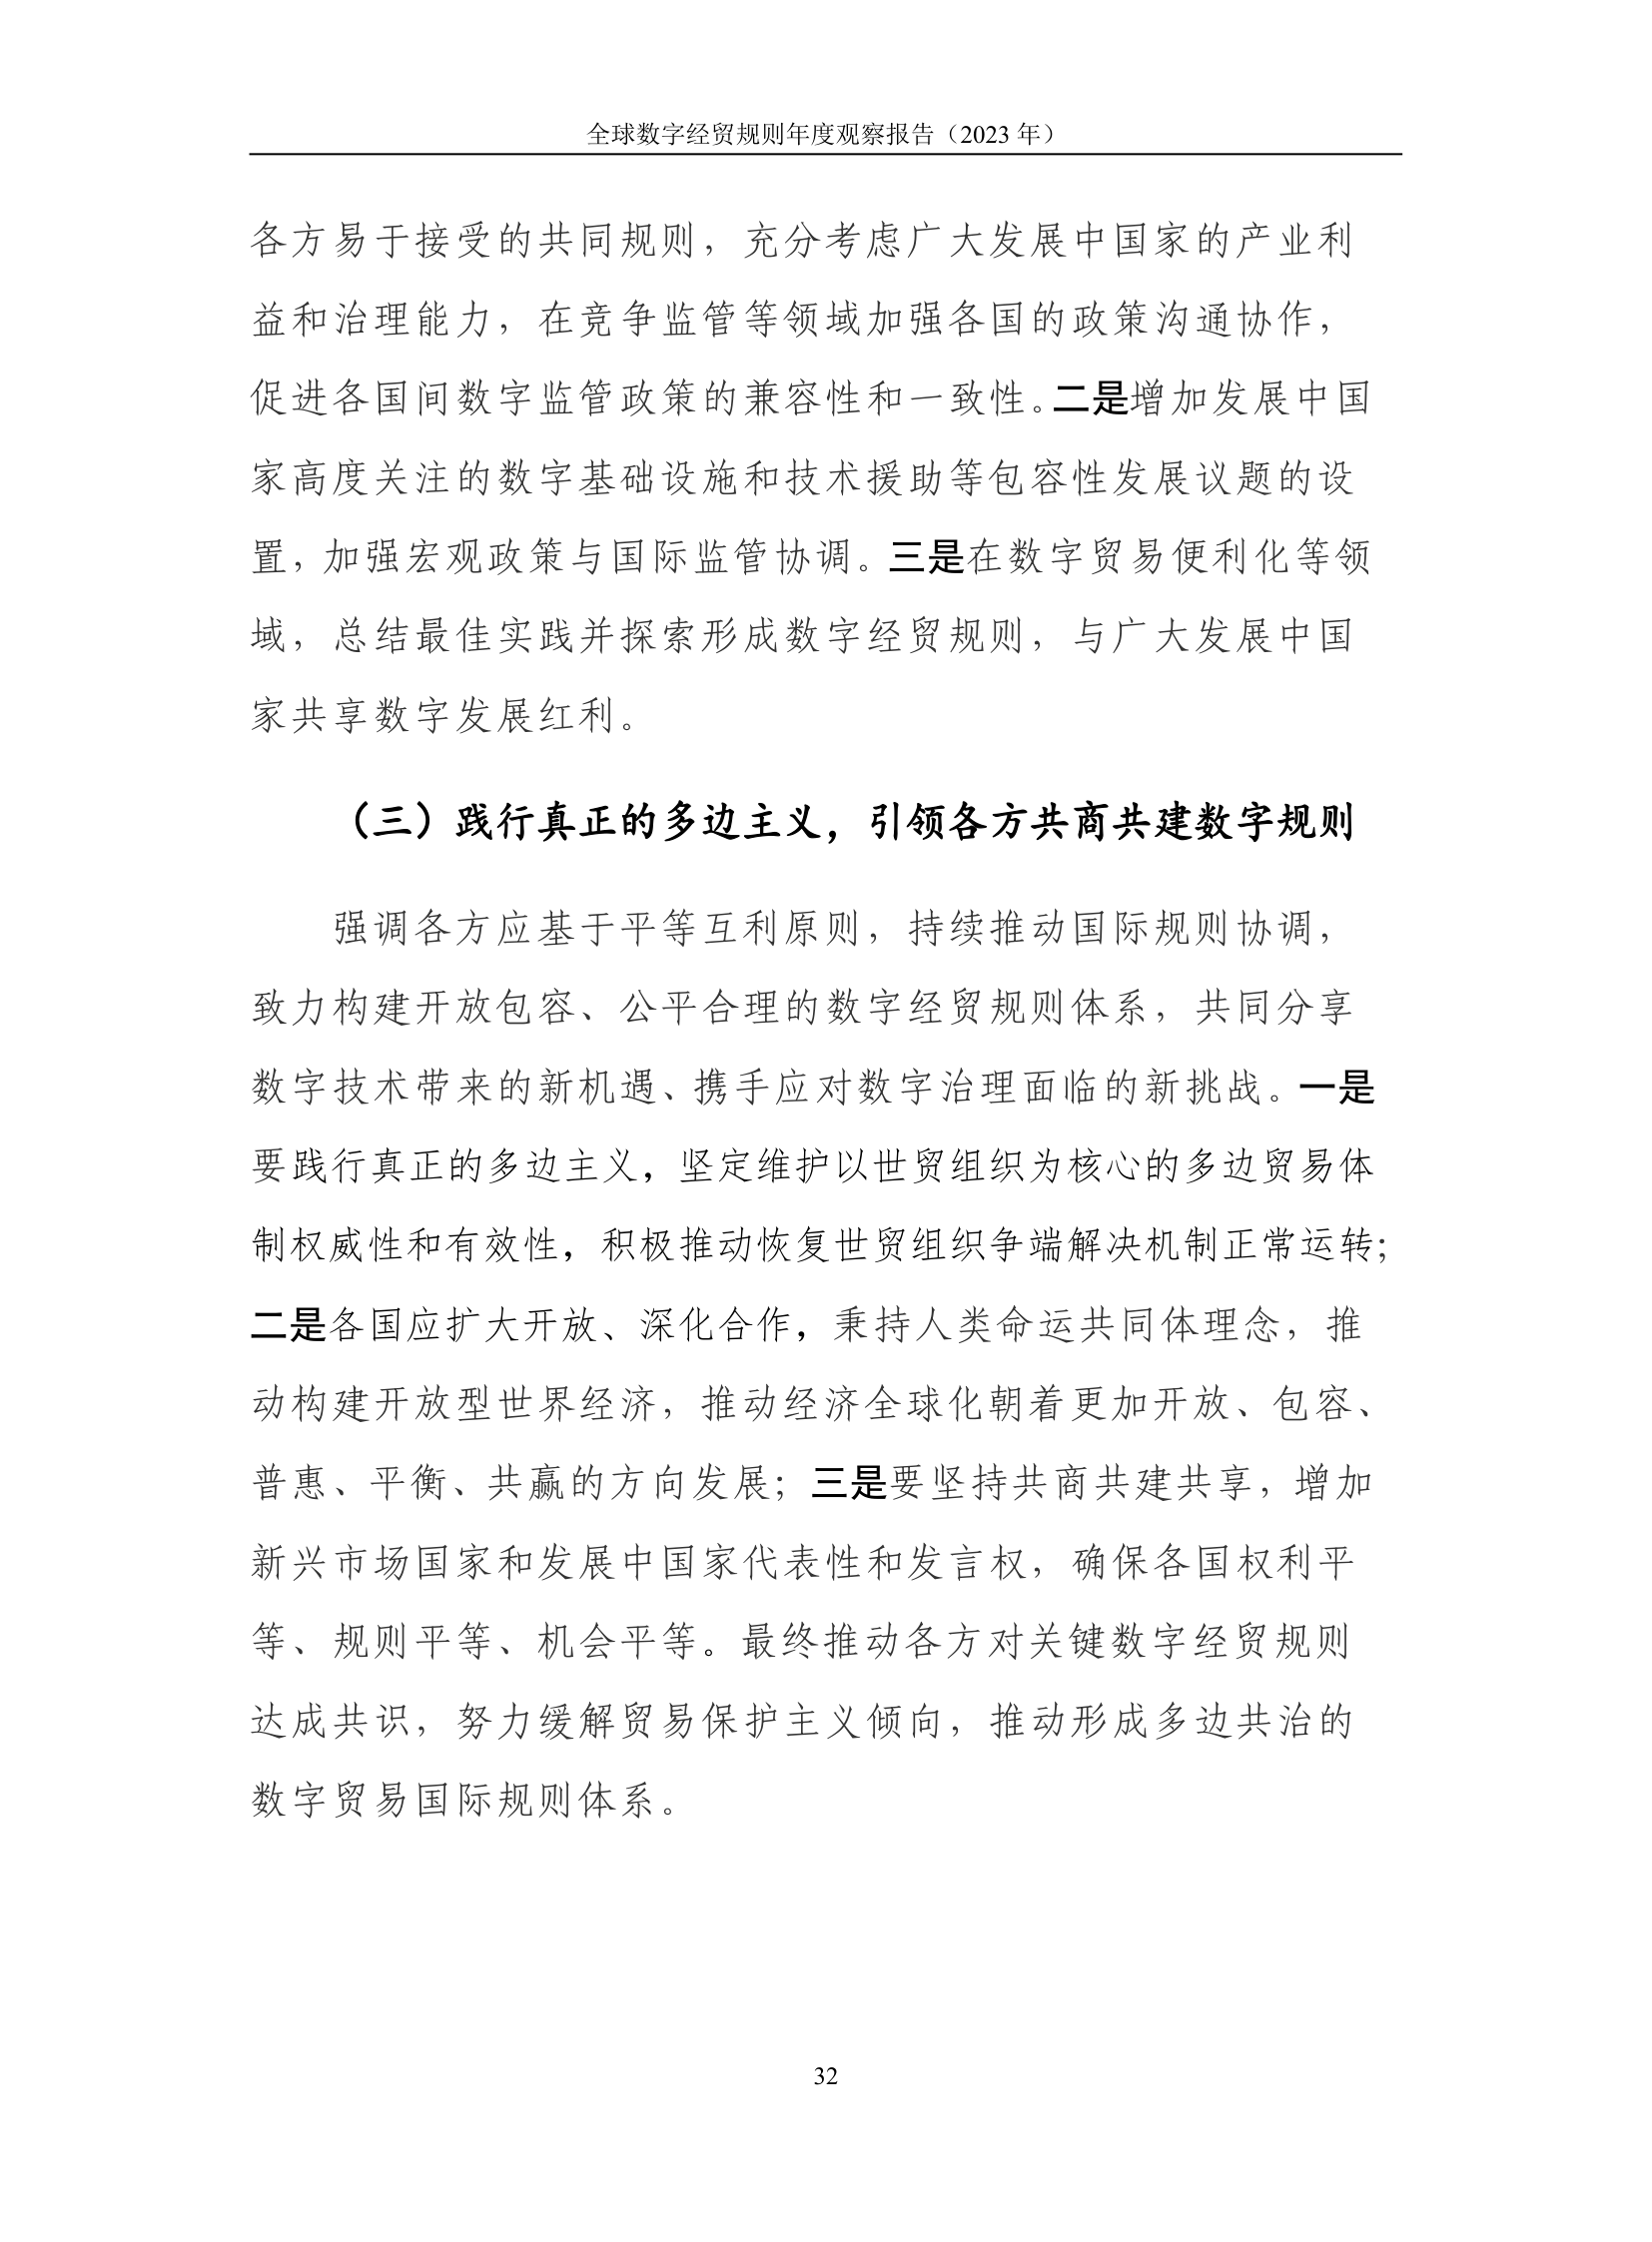 全球数字经贸规则年度观察报告（2023 年）
各方易于接受的共同规则，充分考虑广大发展中国家的产业利
益和治理能力，在竞争监管等领域加强各国的政策沟通协作，
促进各国间数字监管政策的兼容性和一致性。二是增加发展中国
家高度关注的数字基础设施和技术援助等包容性发展议题的设
置，加强宏观政策与国际监管协调。三是在数字贸易便利化等领
域，总结最佳实践并探索形成数字经贸规则，与广大发展中国
家共享数字发展红利。
（三）践行真正的多边主义，引领各方共商共建数字规则
强调各方应基于平等互利原则，持续推动国际规则协调，
致力构建开放包容、公平合理的数字经贸规则体系，共同分享
数字技术带来的新机遇、携手应对数字治理面临的新挑战。一是
要践行真正的多边主义，坚定维护以世贸组织为核心的多边贸易体
制权威性和有效性，积极推动恢复世贸组织争端解决机制正常运转；
二是各国应扩大开放、深化合作，秉持人类命运共同体理念，推
动构建开放型世界经济，推动经济全球化朝着更加开放、包容、
普惠、平衡、共赢的方向发展；三是要坚持共商共建共享，增加
新兴市场国家和发展中国家代表性和发言权，确保各国权利平
等、规则平等、机会平等。最终推动各方对关键数字经贸规则
达成共识，努力缓解贸易保护主义倾向，推动形成多边共治的
数字贸易国际规则体系。
32